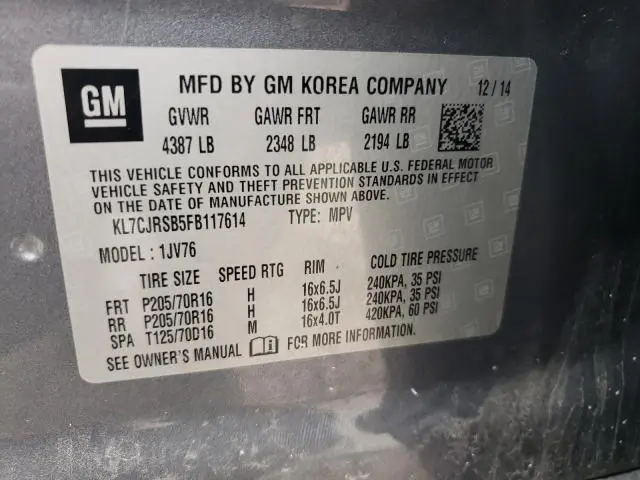 GM MFD BY GM KOREA COMPANY 12/14
GVWR GAWR FRT GAWR RR
4387 LB 2348 LB 2194 LB
THIS VEHICLE CONFORMS TO ALL APPLICABLE U.S. FEDERAL MOTOR
VEHICLE SAFETY AND THEFT PREVENTION STANDARDS IN EFFECT
ON THE DATE OF MANUFACTURE SHOWN ABOVE.
KL7CJRSB5FB117614 TYPE: MPV
MODEL: 1JV76
TIRE SIZE SPEED RTG RIM COLD TIRE PRESSURE
FRT P205/70R16 H 16x6.5J 240KPA, 35 PSI
RR P205/70R16 H 16x6.5J 240KPA, 35 PSI
SPA T125/70D16 M 16x4.0T 420KPA, 60 PSI
SEE OWNER'S MANUAL FOR MORE INFORMATION.